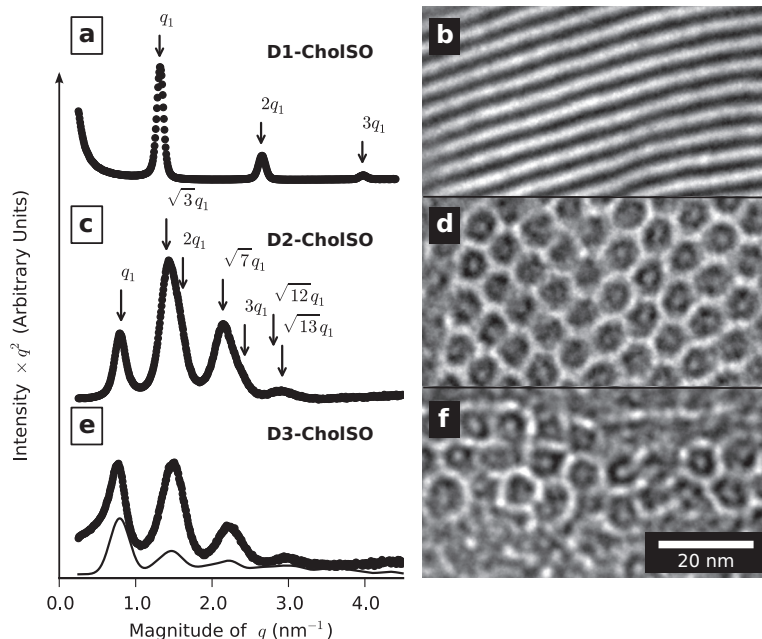 a
q₁
D1-CholSO
2q₁
3q₁
b
c
√3q₁
D2-CholSO
2q₁
q₁
√7q₁
3q₁
√12q₁
√13q₁
d
e
D3-CholSO
f
20 nm
Intensity × q² (Arbitrary Units)
0.0 1.0 2.0 3.0 4.0
Magnitude of q (nm⁻¹)